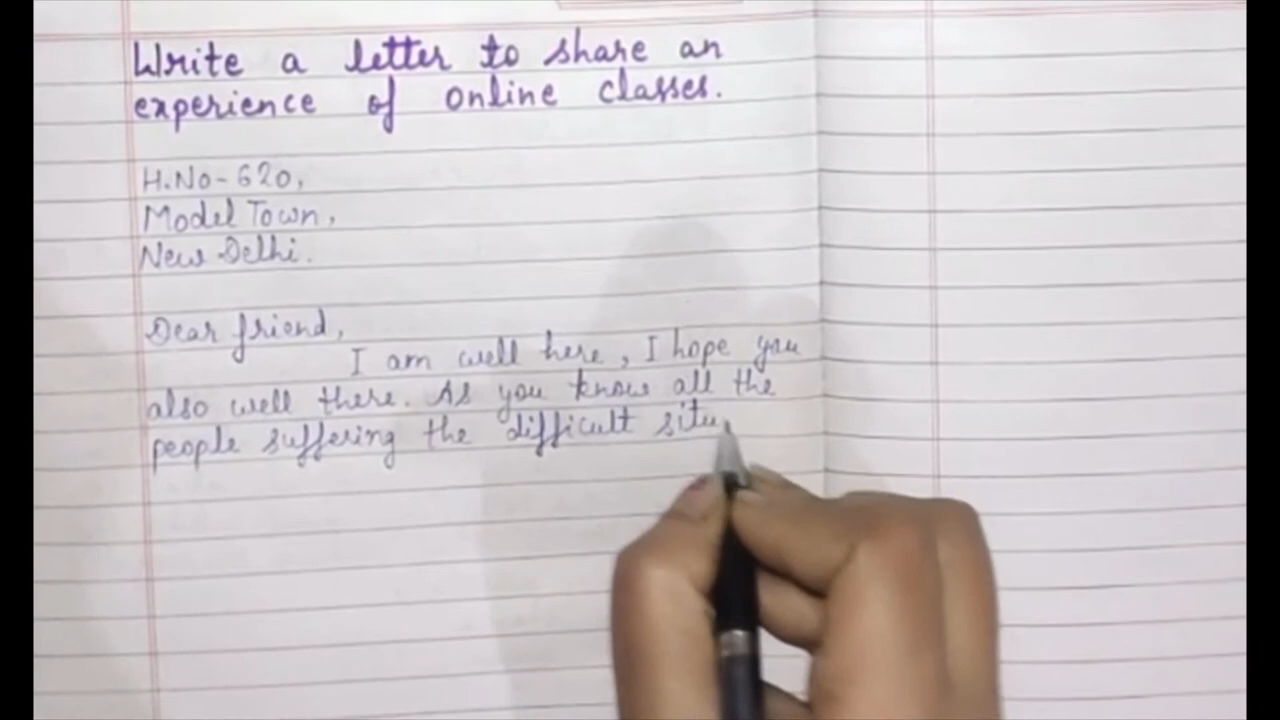 Write a letter to share an
experience of online classes.
H.No-620,
Model Town,
New Delhi.
Dear friend,
I am well here, I hope you
also well there. As you know all the
people suffering the difficult situ